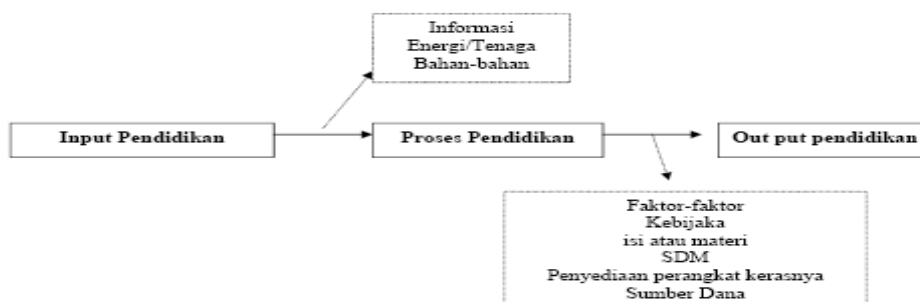 Informasi
Energi/Tenaga
Bahan-bahan
Input Pendidikan
Proses Pendidikan
Out put pendidikan
Faktor-faktor
Kebijaka
isi atau materi
SDM
Penyediaan perangkat kerasnya
Sumber Dana